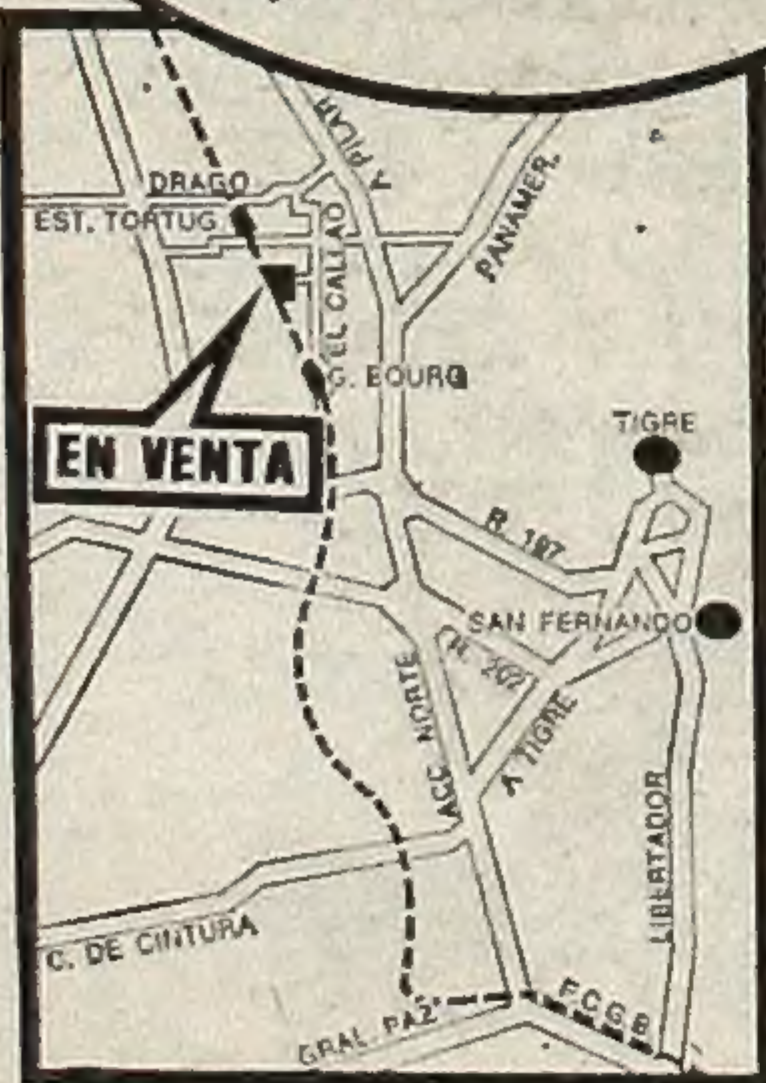 A PILAR
DRAGO
EST. TORTUG
PANAMER.
EL CALLAO
G. BOURG
EN VENTA
TIGRE
R. 197
SAN FERNANDO
R. 202
ACC. NORTE
A TIGRE
LIBERTADOR
C. DE CINTURA
F.C.G.B
GRAL. PAZ